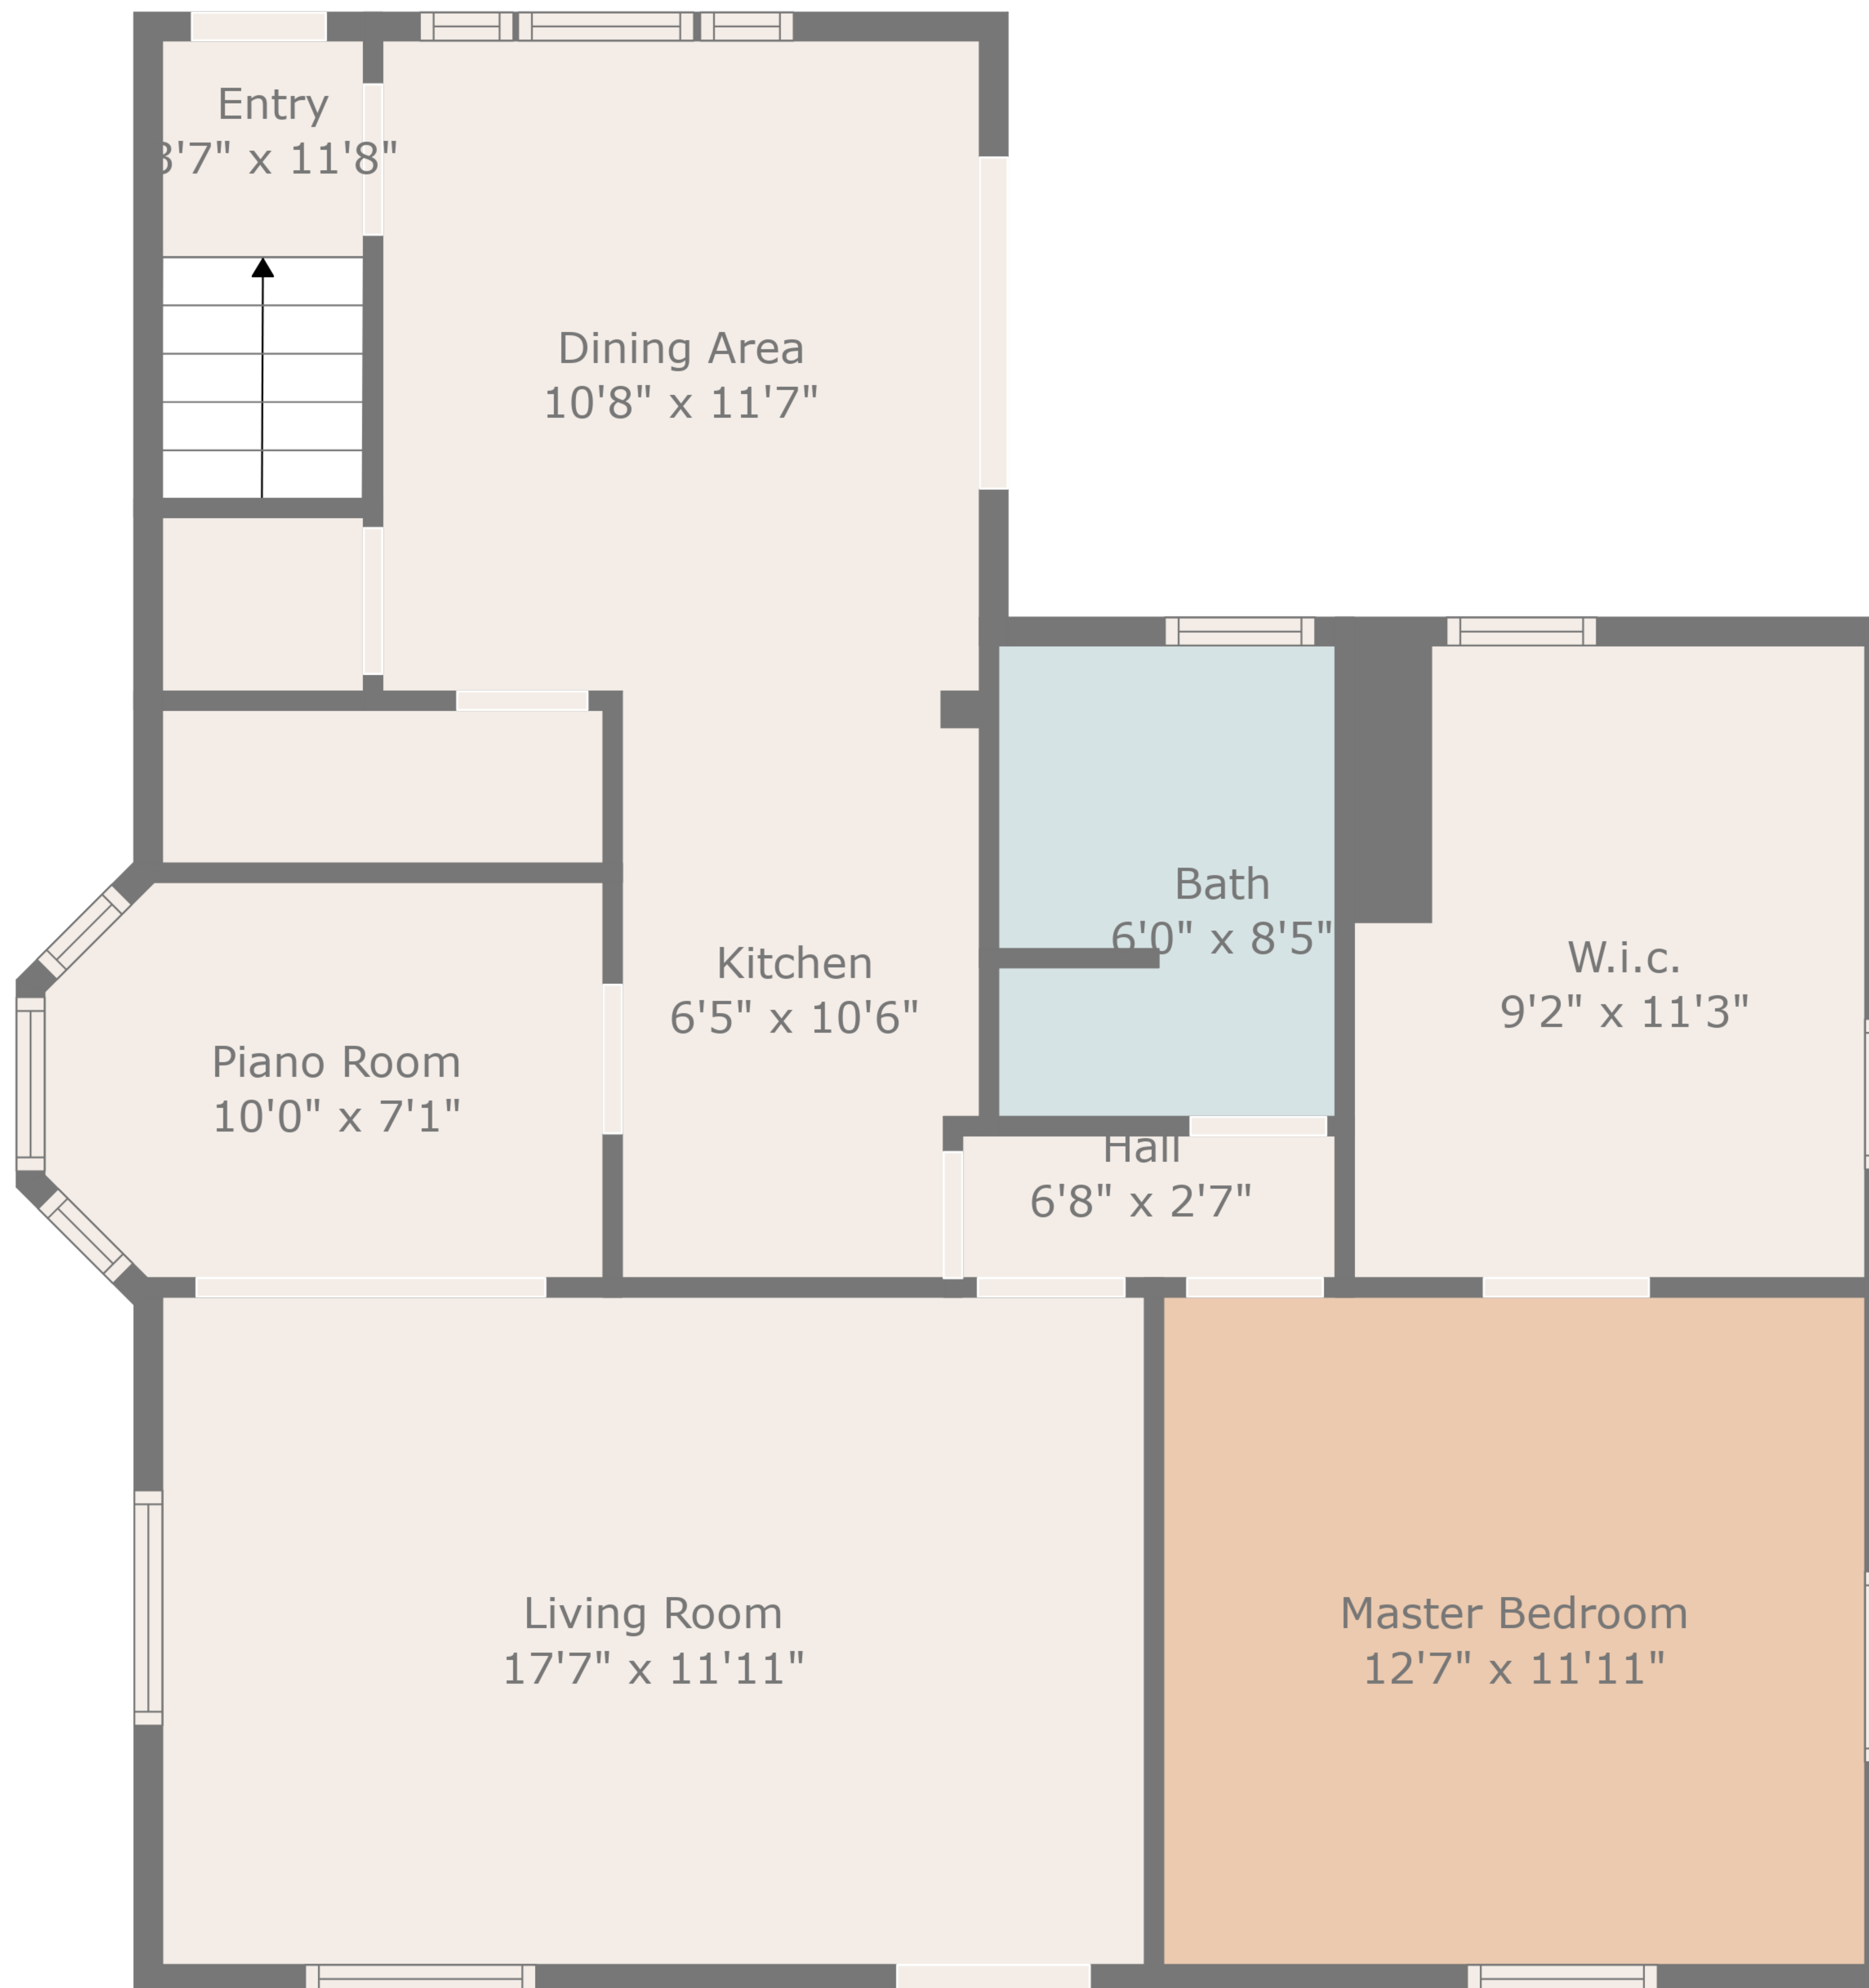 Entry
3'7" x 11'8"
Dining Area
10'8" x 11'7"
Bath
6'0" x 8'5"
Kitchen
6'5" x 10'6"
W.i.c.
9'2" x 11'3"
Piano Room
10'0" x 7'1"
Hall
6'8" x 2'7"
Living Room
17'7" x 11'11"
Master Bedroom
12'7" x 11'11"